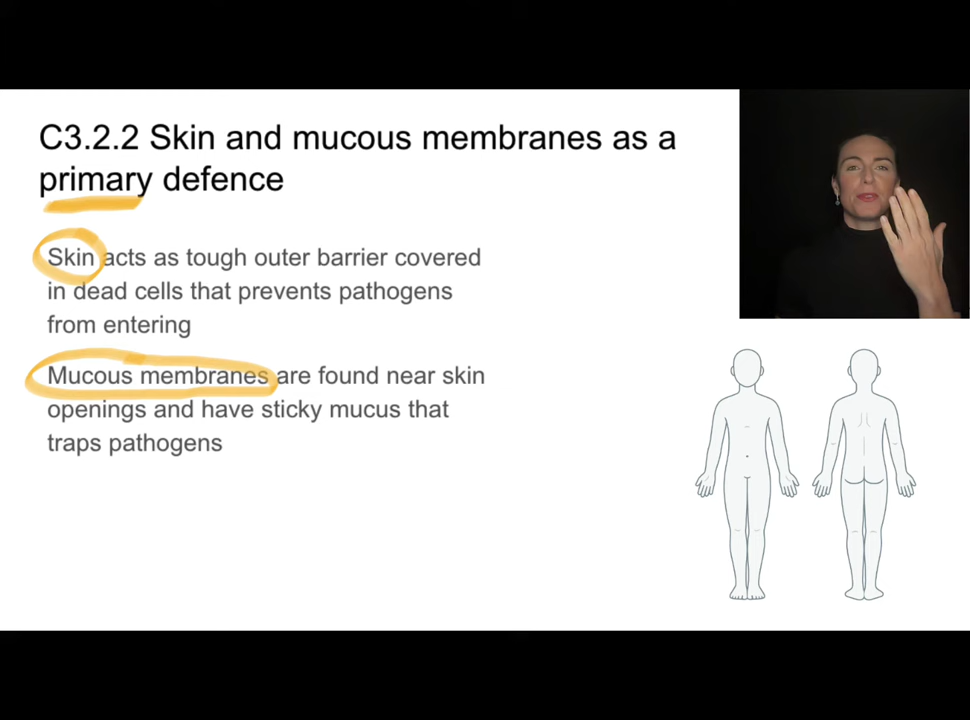 C3.2.2 Skin and mucous membranes as a
primary defence
Skin acts as tough outer barrier covered
in dead cells that prevents pathogens
from entering
Mucous membranes are found near skin
openings and have sticky mucus that
traps pathogens